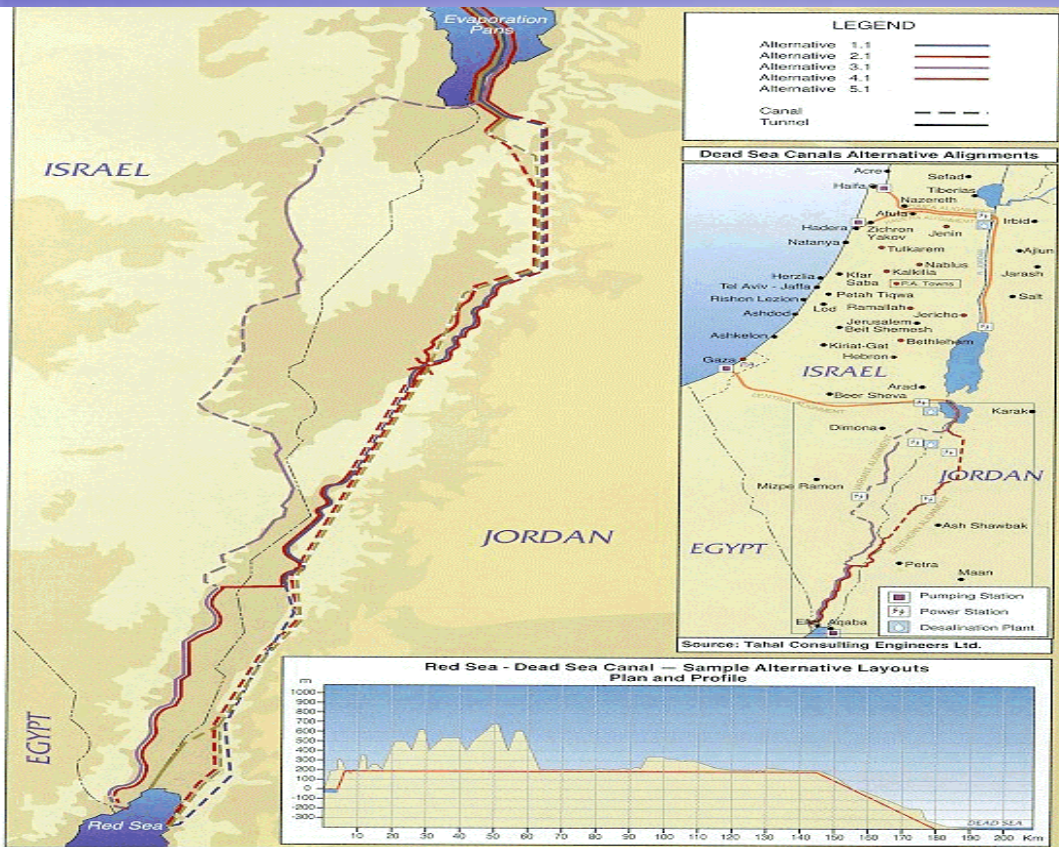 Evaporation
Pans
ISRAEL
JORDAN
EGYPT
Red Sea
LEGEND
Alternative 1.1
Alternative 2.1
Alternative 3.1
Alternative 4.1
Alternative 5.1
Canal
Tunnel
Dead Sea Canals Alternative Alignments
Acre
Sefad
Haifa
Tiberias
Nazereth
Afula
Irbid
Hadera
Zichron
Yakov
Jenin
Natanya
Tulkarem
Ajlun
Nablus
Herzlia
Klar
Saba
Kalkilia
Jarash
Tel Aviv - Jaffa
P.A. Towns
Rishon Lezion
Petah Tiqwa
Salt
Lod
Ramallah
Ashdod
Jericho
Jerusalem
Beit Shemesh
Ashkelon
Kiriat-Gat
Bethlehem
Hebron
Gaza
ISRAEL
Arad
Beer Sheva
CENTRAL ALIGNMENT
Karak
Dimona
JORDAN
Mizpe Ramon
SOUTHERN ALIGNMENT
Ash Shawbak
EGYPT
Petra
Maan
Aqaba
Pumping Station
Power Station
Desalination Plant
Source: Tahal Consulting Engineers Ltd.
Red Sea - Dead Sea Canal — Sample Alternative Layouts
Plan and Profile
m
1000
900
800
700
600
500
400
300
200
100
0
-100
-200
-300
DEAD SEA
10 20 30 40 50 60 70 80 90 100 110 120 130 140 150 160 170 180 190 200 Km